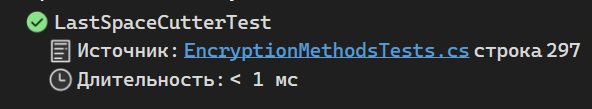 LastSpaceCutterTest
Источник: EncryptionMethodsTests.cs строка 297
Длительность: < 1 мс